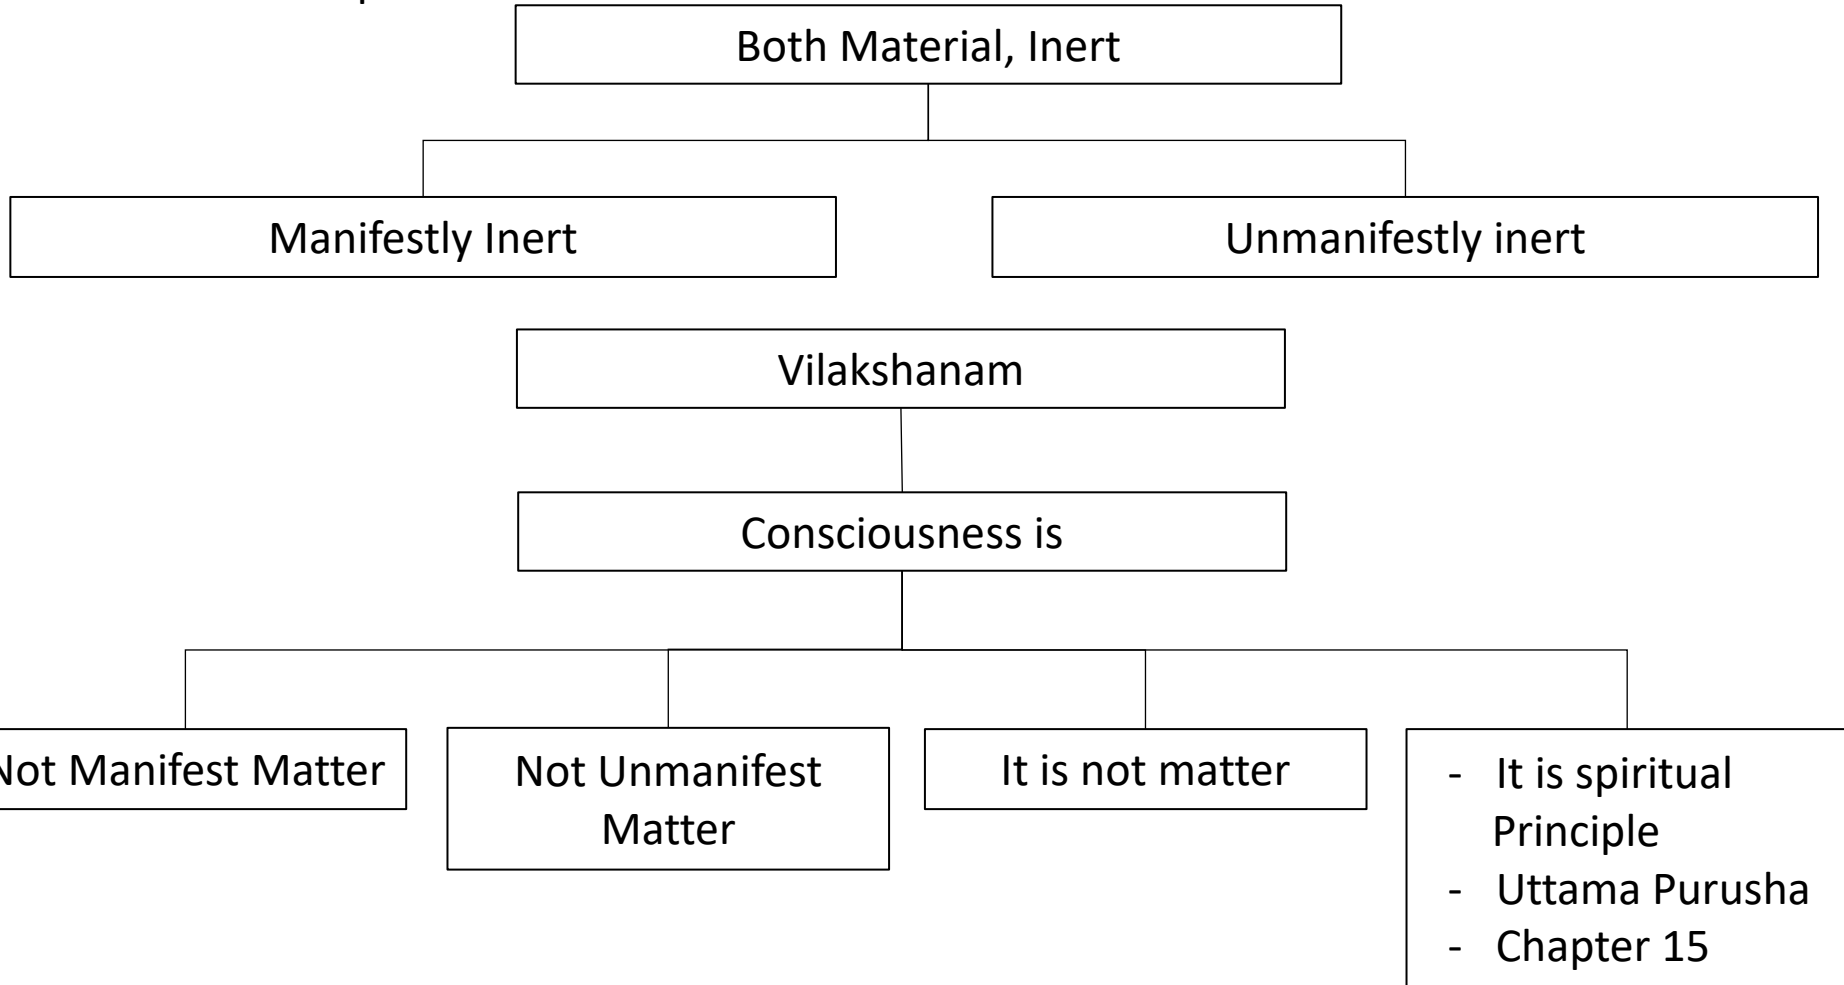 Both Material, Inert
Manifestly Inert
Unmanifestly inert
Vilakshanam
Consciousness is
Not Manifest Matter
Not Unmanifest
Matter
It is not matter
- It is spiritual
Principle
- Uttama Purusha
- Chapter 15